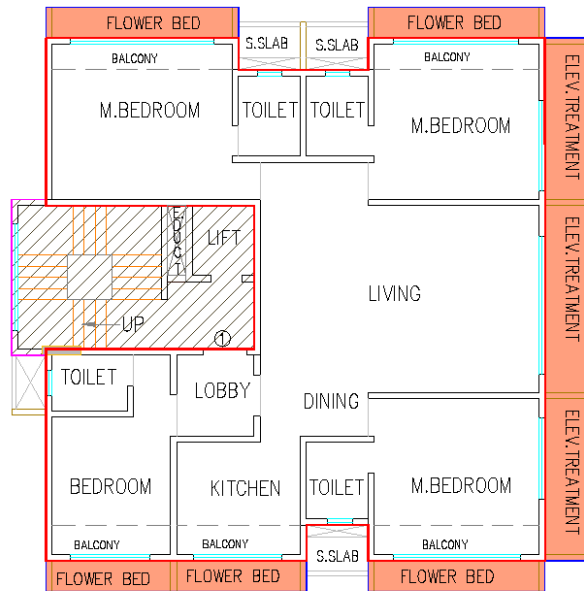 FLOWER BED
S.SLAB
S.SLAB
FLOWER BED
BALCONY
BALCONY
ELEV.TREATMENT
M.BEDROOM
TOILET
TOILET
M.BEDROOM
E.DUCT
LIFT
ELEV.TREATMENT
LIVING
UP
1
TOILET
LOBBY
DINING
ELEV.TREATMENT
BEDROOM
KITCHEN
TOILET
M.BEDROOM
BALCONY
BALCONY
BALCONY
S.SLAB
FLOWER BED
FLOWER BED
FLOWER BED